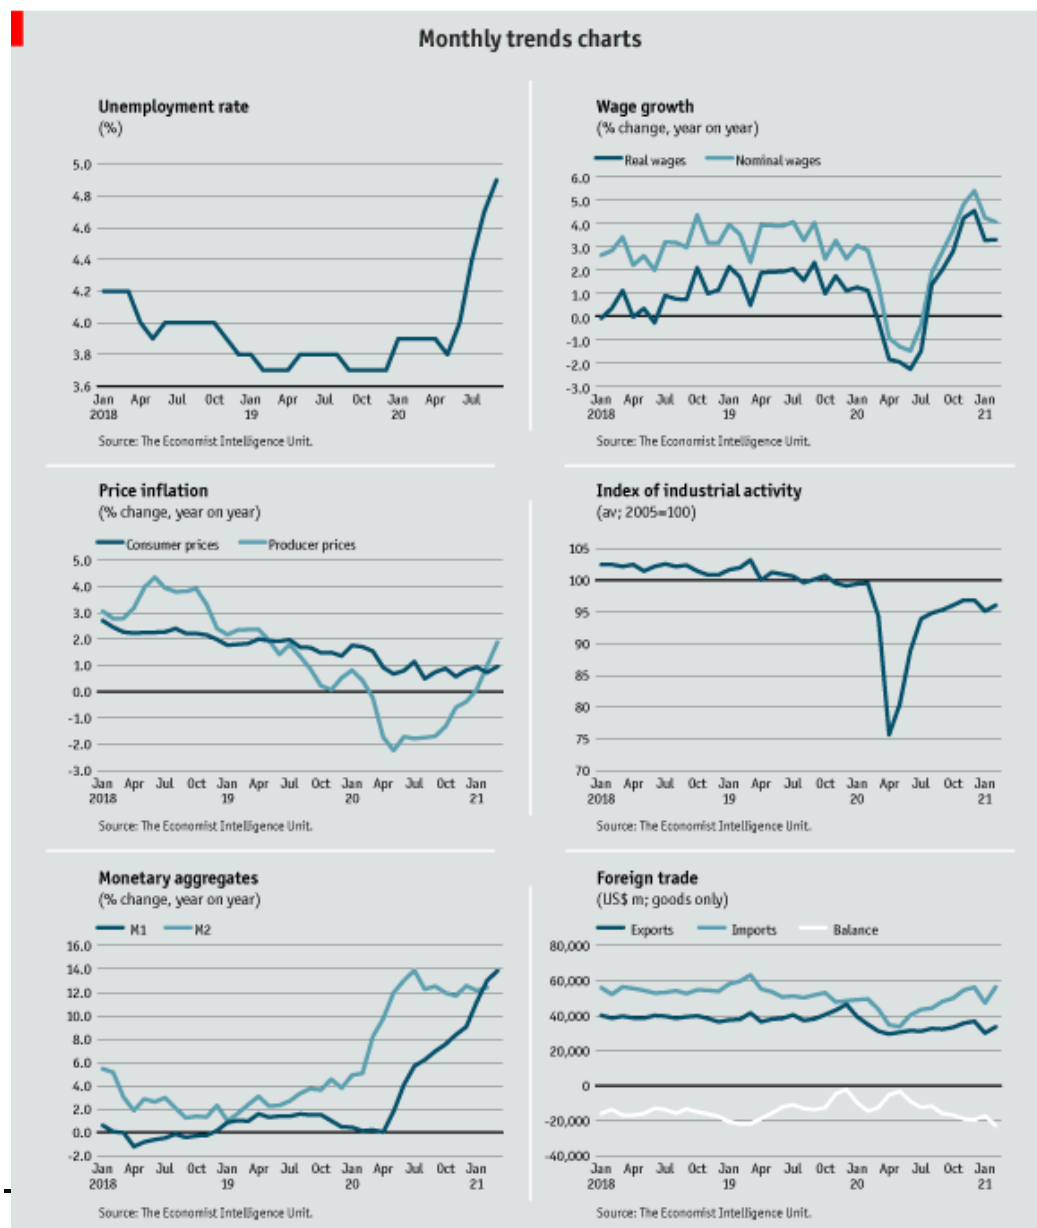 Monthly trends charts
Unemployment rate
(%)
5.0
4.8
4.6
4.4
4.2
4.0
3.8
3.6
Jan Apr Jul Oct Jan Apr Jul Oct Jan Apr Jul
2018 19 20
Source: The Economist Intelligence Unit.
Wage growth
(% change, year on year)
Real wages Nominal wages
6.0
5.0
4.0
3.0
2.0
1.0
0.0
-1.0
-2.0
-3.0
Jan Apr Jul Oct Jan Apr Jul Oct Jan Apr Jul Oct Jan
2018 19 20 21
Source: The Economist Intelligence Unit.
Price inflation
(% change, year on year)
Consumer prices Producer prices
5.0
4.0
3.0
2.0
1.0
0.0
-1.0
-2.0
-3.0
Jan Apr Jul Oct Jan Apr Jul Oct Jan Apr Jul Oct Jan
2018 19 20 21
Source: The Economist Intelligence Unit.
Index of industrial activity
(av; 2005=100)
105
100
95
90
85
80
75
70
Jan Apr Jul Oct Jan Apr Jul Oct Jan Apr Jul Oct Jan
2018 19 20 21
Source: The Economist Intelligence Unit.
Monetary aggregates
(% change, year on year)
M1 M2
16.0
14.0
12.0
10.0
8.0
6.0
4.0
2.0
0.0
-2.0
Jan Apr Jul Oct Jan Apr Jul Oct Jan Apr Jul Oct Jan
2018 19 20 21
Source: The Economist Intelligence Unit.
Foreign trade
(US$ m; goods only)
Exports Imports Balance
80,000
60,000
40,000
20,000
0
-20,000
-40,000
Jan Apr Jul Oct Jan Apr Jul Oct Jan Apr Jul Oct Jan
2018 19 20 21
Source: The Economist Intelligence Unit.